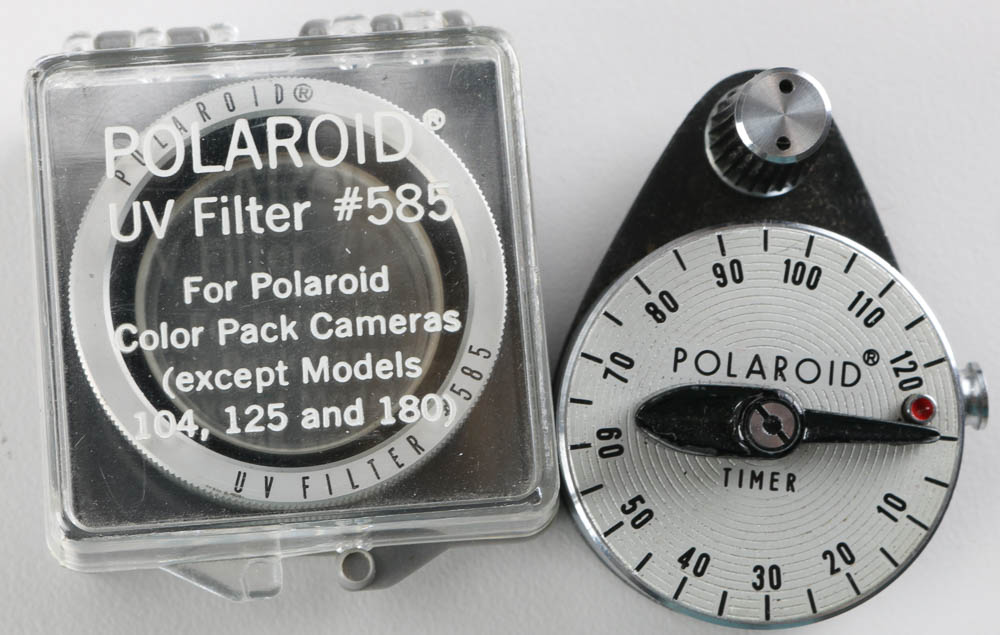 POLAROID®
UV Filter #585
For Polaroid
Color Pack Cameras
(except Models
104, 125 and 180)
POLAROID®
#585
UV FILTER
POLAROID®
TIMER
10
20
30
40
50
60
70
80
90
100
110
120